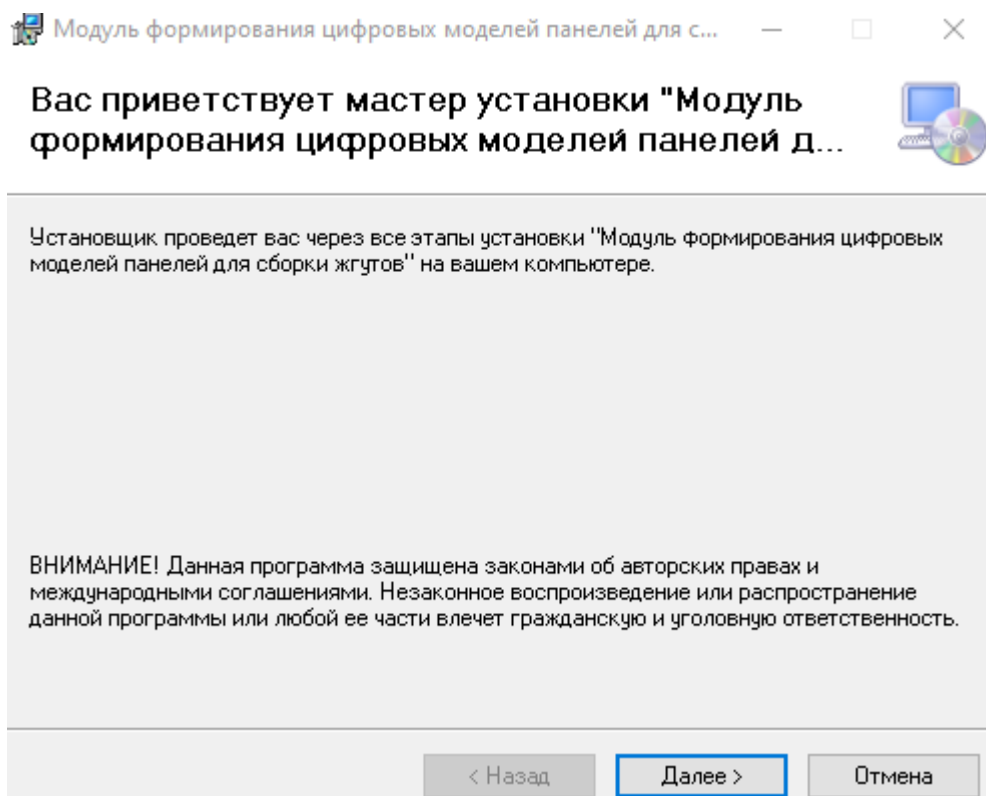 Модуль формирования цифровых моделей панелей для с...
Вас приветствует мастер установки "Модуль
формирования цифровых моделей панелей д...
Установщик проведет вас через все этапы установки "Модуль формирования цифровых
моделей панелей для сборки жгутов" на вашем компьютере.
ВНИМАНИЕ! Данная программа защищена законами об авторских правах и
международными соглашениями. Незаконное воспроизведение или распространение
данной программы или любой ее части влечет гражданскую и уголовную ответственность.
< Назад
Далее >
Отмена